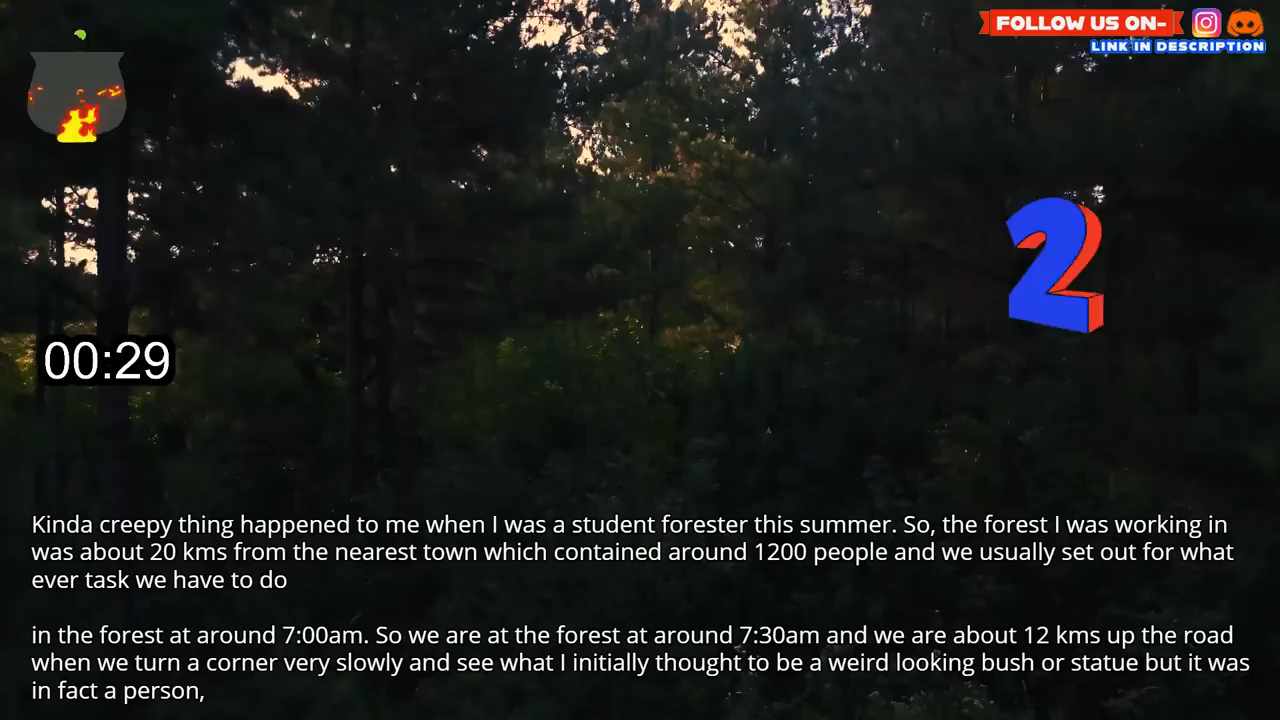 FOLLOW US ON-
LINK IN DESCRIPTION
2
00:29
Kinda creepy thing happened to me when I was a student forester this summer. So, the forest I was working in
was about 20 kms from the nearest town which contained around 1200 people and we usually set out for what
ever task we have to do
in the forest at around 7:00am. So we are at the forest at around 7:30am and we are about 12 kms up the road
when we turn a corner very slowly and see what I initially thought to be a weird looking bush or statue but it was
in fact a person,